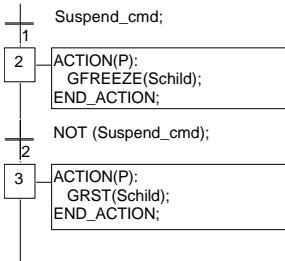 Suspend_cmd;
1
2
ACTION(P):
GFREEZE(Schild);
END_ACTION;
NOT (Suspend_cmd);
2
3
ACTION(P):
GRST(Schild);
END_ACTION;